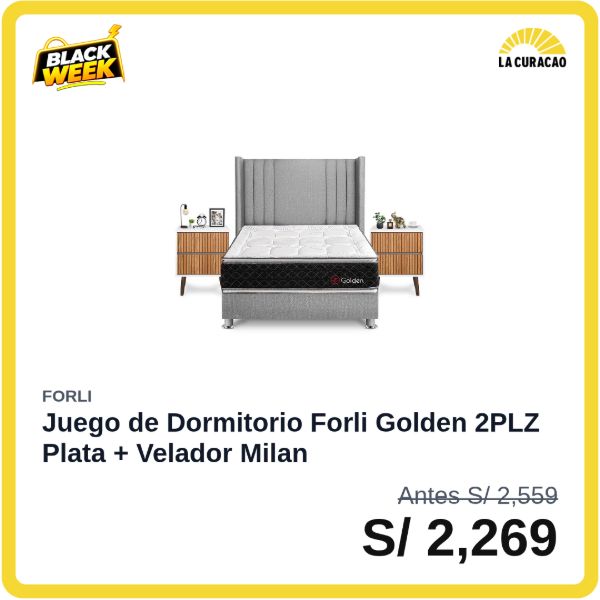 BLACK
WEEK
LA CURACAO
Golden
FORLI
Juego de Dormitorio Forli Golden 2PLZ
Plata + Velador Milan
Antes S/ 2,559
S/ 2,269